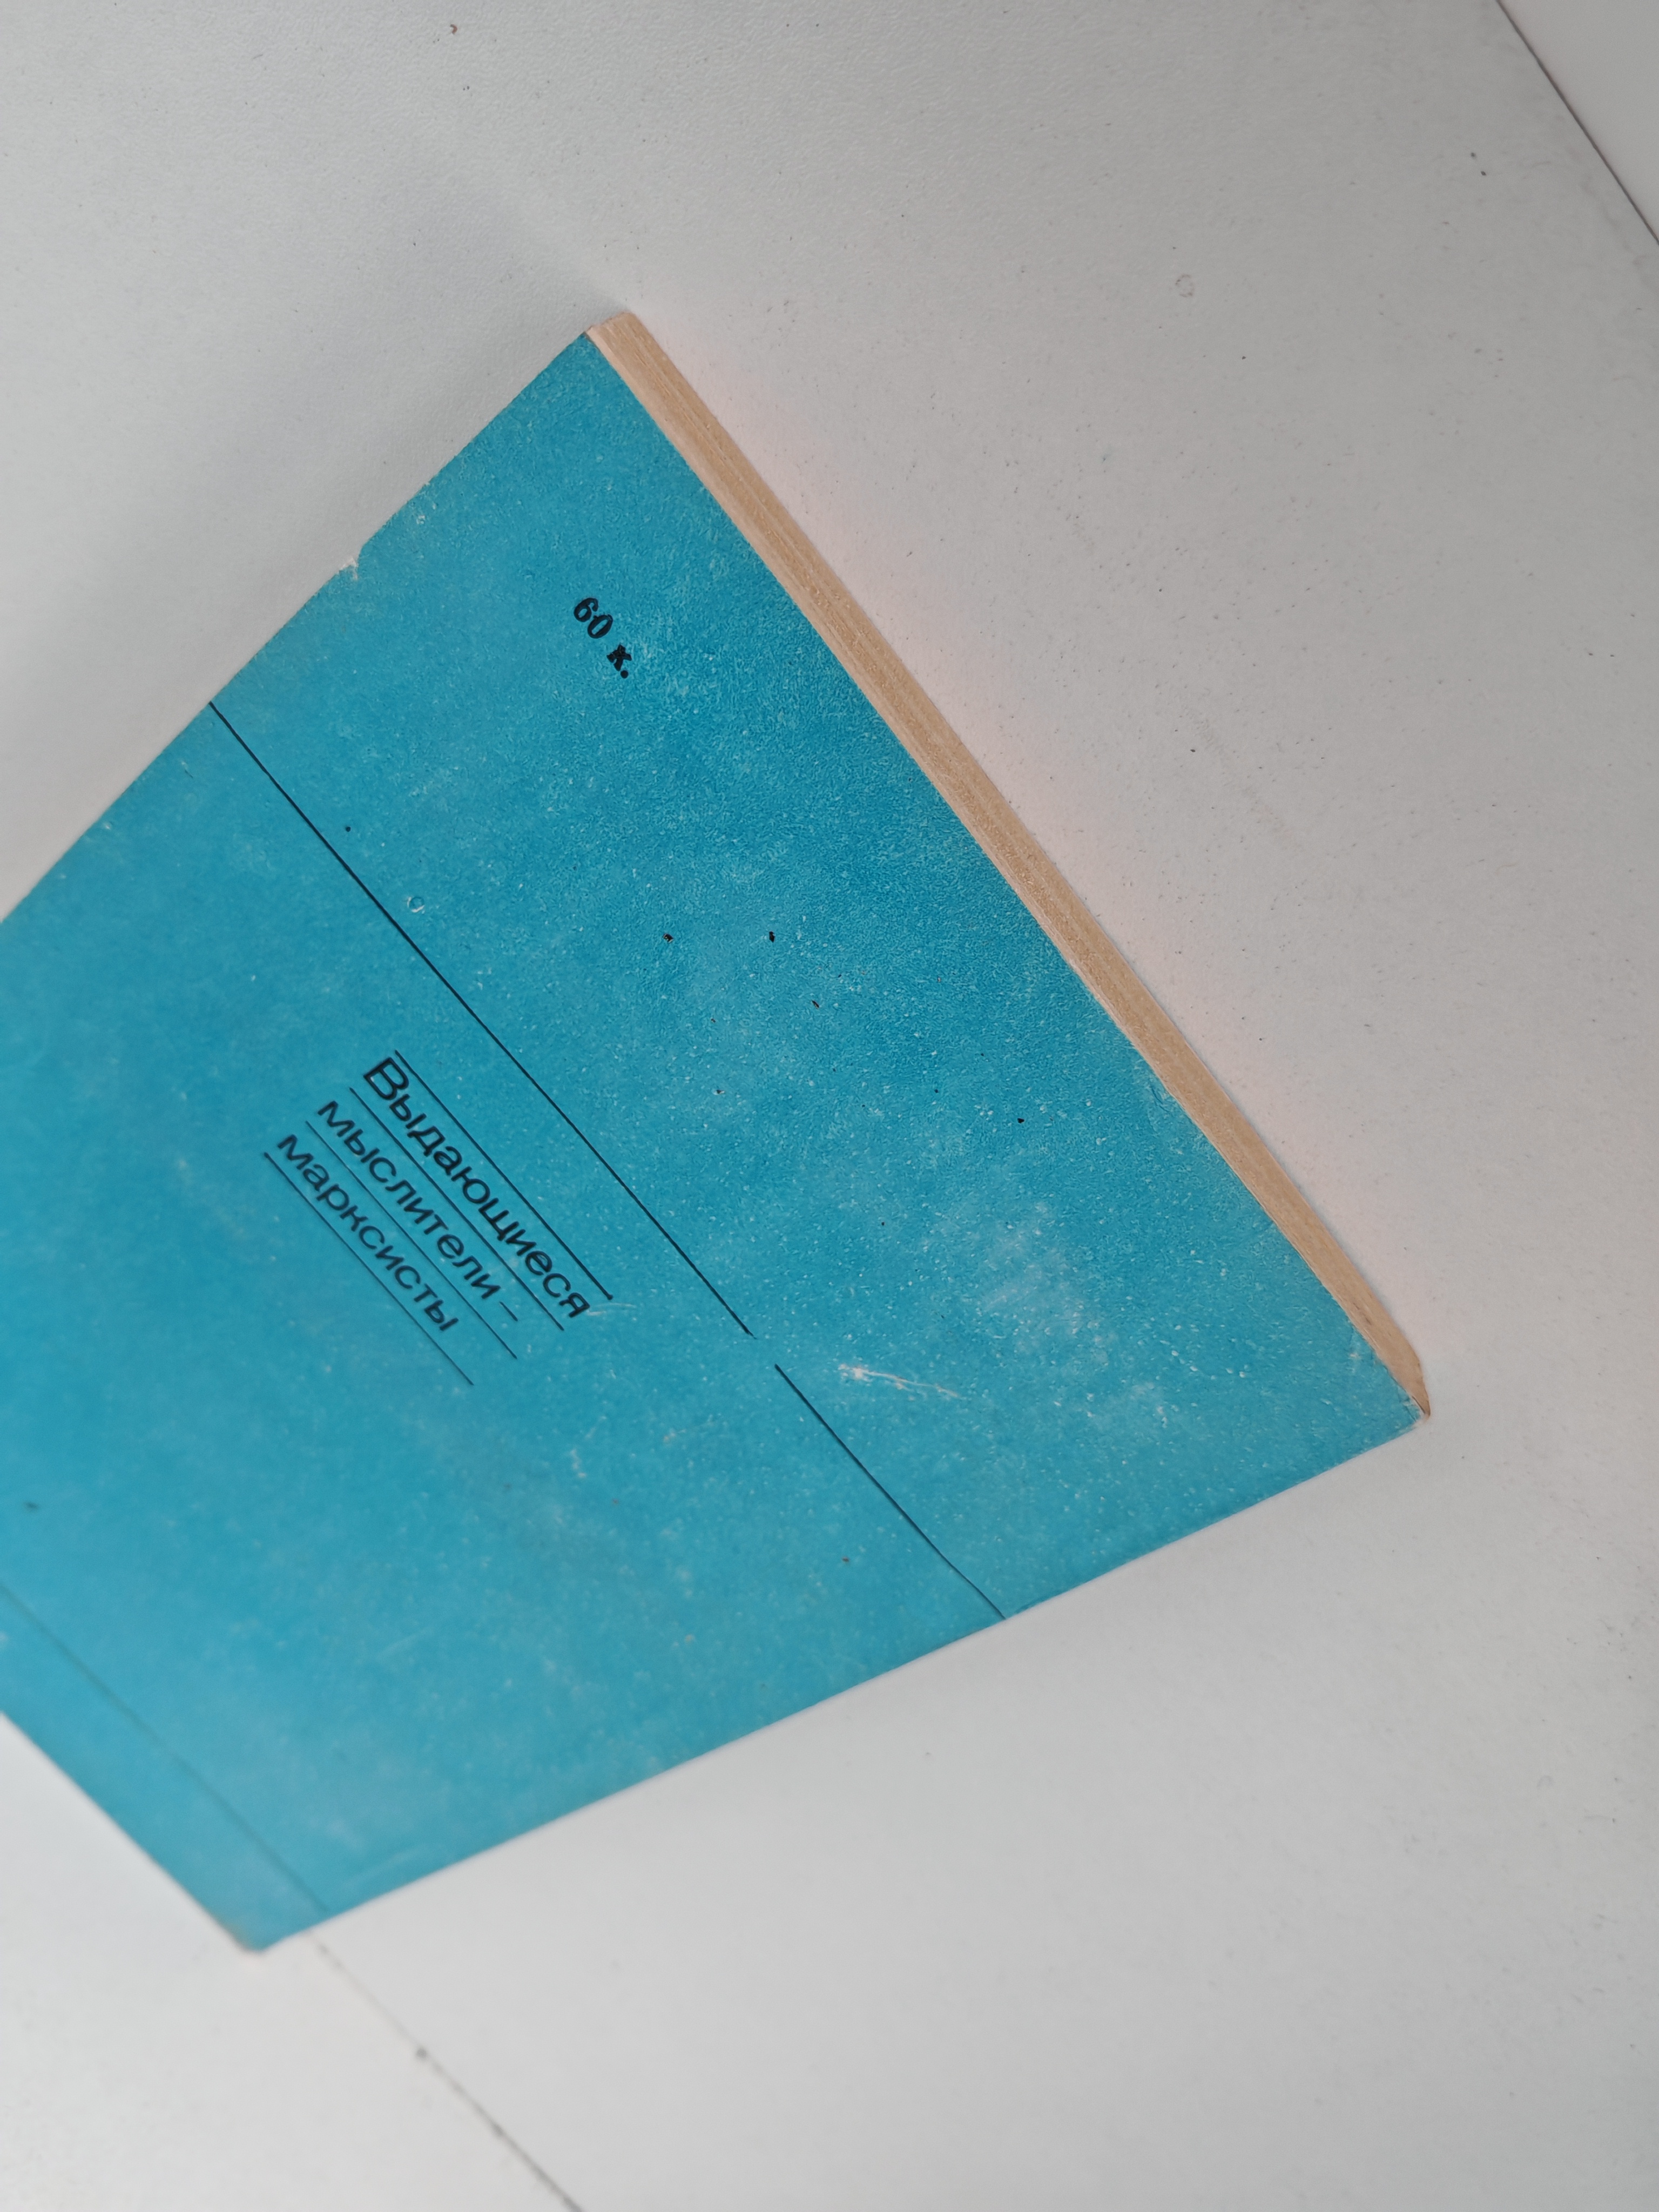 60 к.
Выдающиеся
мыслители –
марксисты